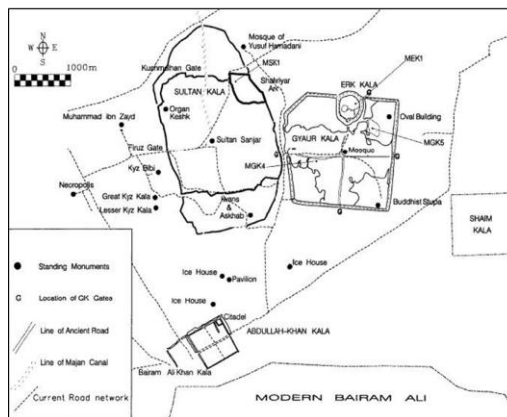 N
W E
S
0 1000m
Mosque of
Yusuf Hamadani
Kushmeihan Gate
MSK1
Shahriyar
Ark
MEK1
SULTAN KALA
ERK KALA
Organ
Keshk
Oval Building
Muhammad ibn Zayd
GYAUR KALA
Firuz Gate
Sultan Sanjar
MGK5
Mosque
Kyz Bibi
MGK4
G
G
G
G
Necropolis
Great Kyz Kala
Lesser Kyz Kala
Askhab
&
Buddhist Stupa
SHAIM
KALA
Ice House
Ice House
Pavilion
Ice House
Citadel
ABDULLAH-KHAN KALA
Bairam Ali Khan Kala
MODERN BAIRAM ALI
Standing Monuments
G Location of GK Gates
Line of Ancient Road
Line of Majan Canal
Current Road network